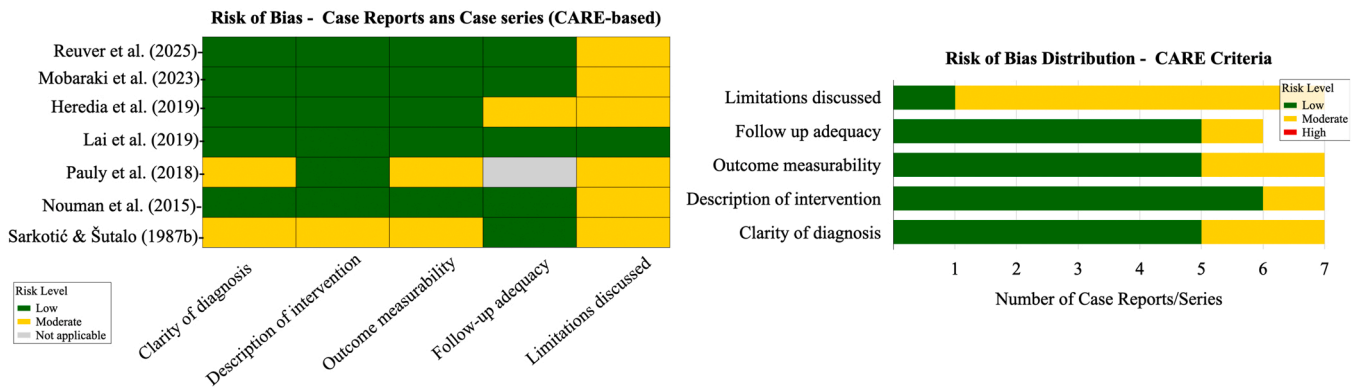 Risk of Bias - Case Reports ans Case series (CARE-based)
Reuver et al. (2025)
Mobaraki et al. (2023)
Heredia et al. (2019)
Lai et al. (2019)
Pauly et al. (2018)
Nouman et al. (2015)
Sarkotić & Šutalo (1987b)
Clarity of diagnosis
Description of intervention
Outcome measurability
Follow-up adequacy
Limitations discussed
Risk Level
Low
Moderate
Not applicable
Risk of Bias Distribution - CARE Criteria
Limitations discussed
Follow up adequacy
Outcome measurability
Description of intervention
Clarity of diagnosis
1 2 3 4 5 6 7
Number of Case Reports/Series
Risk Level
Low
Moderate
High